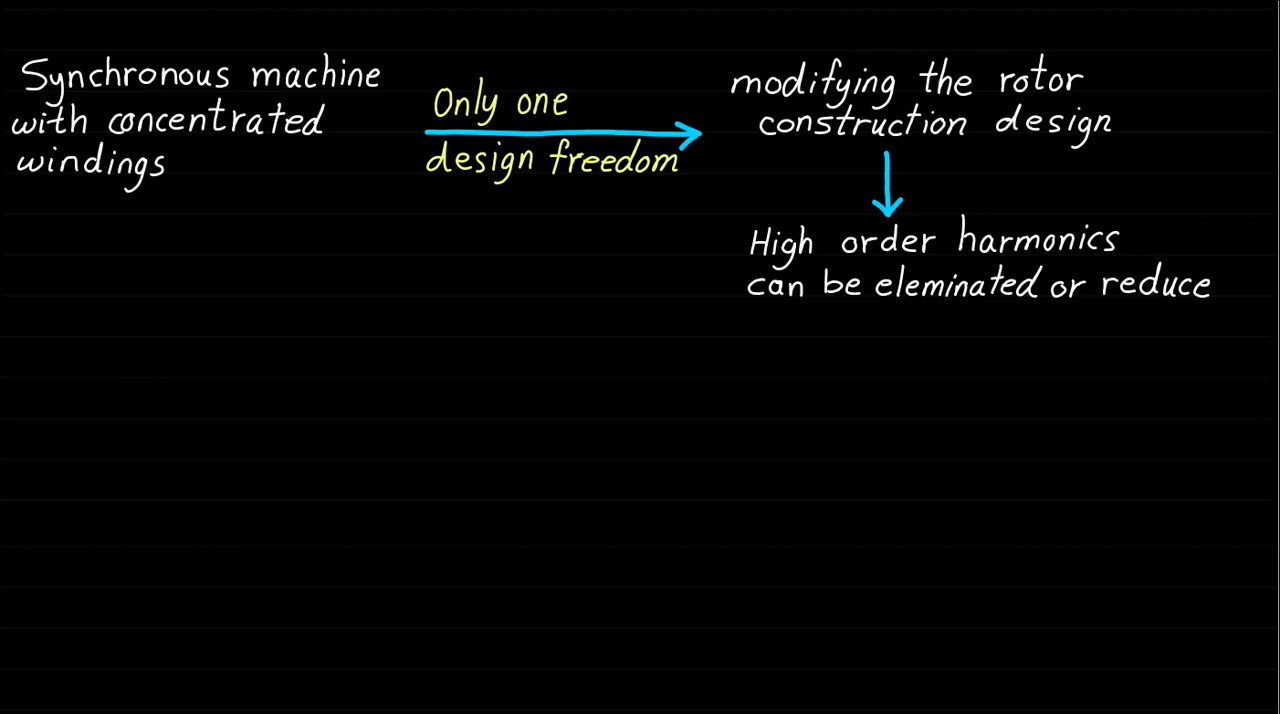 Synchronous machine
with concentrated
windings
Only one
design freedom
modifying the rotor
construction design
High order harmonics
can be eleminated or reduce